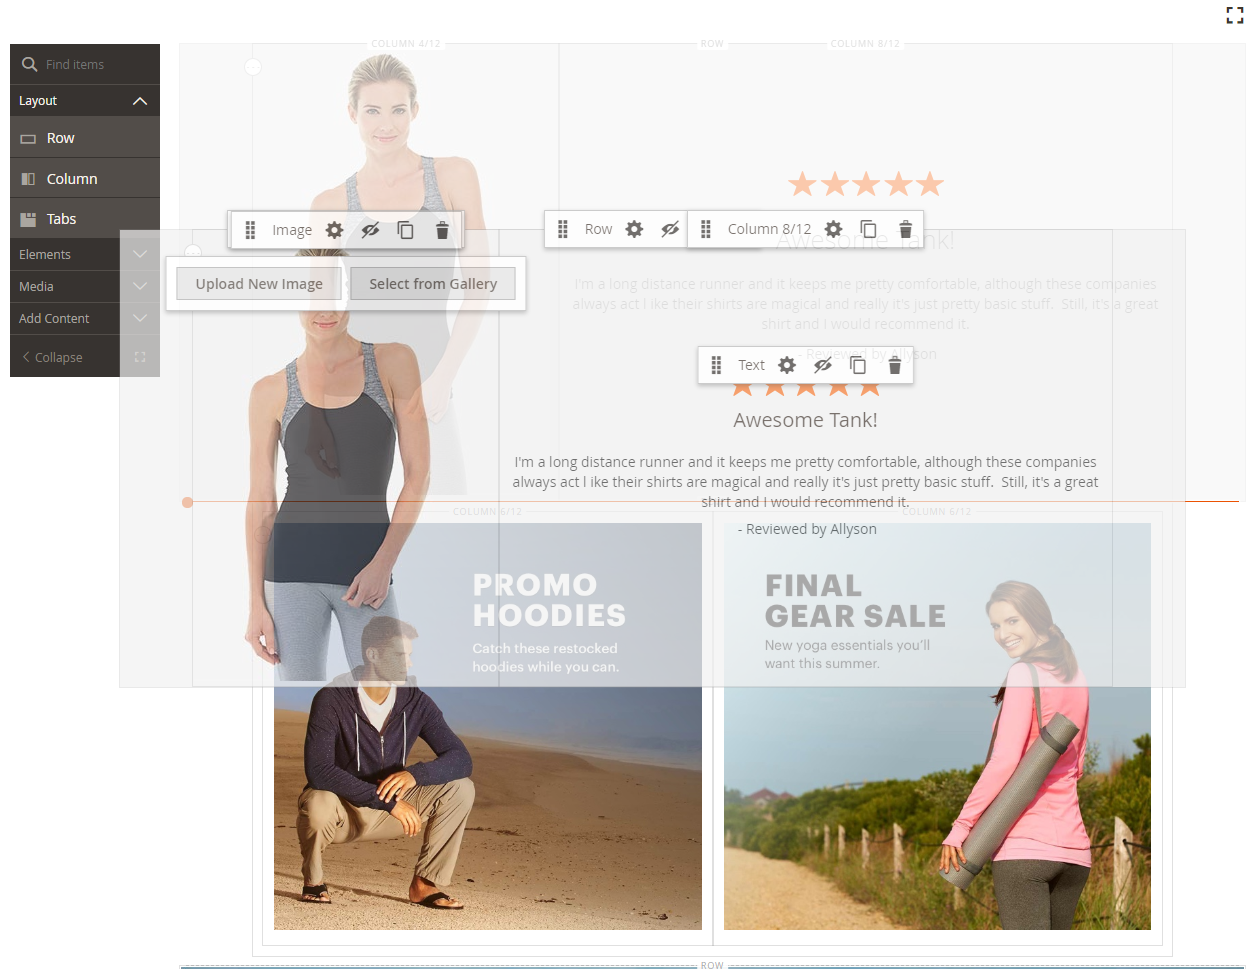 COLUMN 4/12
ROW
COLUMN 8/12
Find items
Layout
Row
Column
Tabs
Elements
Media
Add Content
Collapse
Image
Row
Column 8/12
Awesome Tank!
Upload New Image
Select from Gallery
I'm a long distance runner and it keeps me pretty comfortable, although these companies
always act l ike their shirts are magical and really it's just pretty basic stuff.  Still, it's a great
shirt and I would recommend it.
- Reviewed by Allyson
Text
Awesome Tank!
I'm a long distance runner and it keeps me pretty comfortable, although these companies
always act l ike their shirts are magical and really it's just pretty basic stuff.  Still, it's a great
shirt and I would recommend it.
- Reviewed by Allyson
COLUMN 6/12
COLUMN 6/12
PROMO
HOODIES
Catch these restocked
hoodies while you can.
FINAL
GEAR SALE
New yoga essentials you'll
want this summer.
ROW